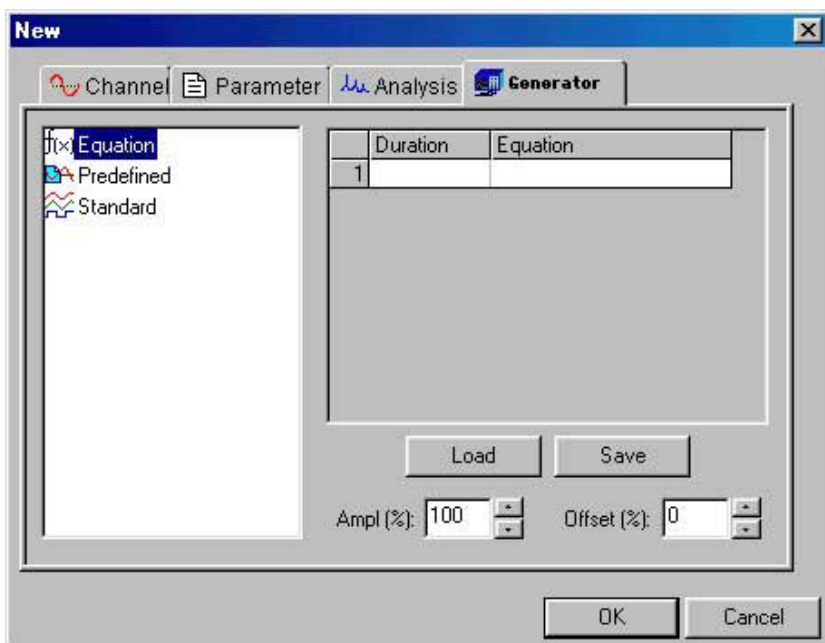 New
Channel Parameter Analysis Generator
f(x) Equation
Predefined
Standard
Duration Equation
1
Load Save
Ampl (%): 100 Offset (%): 0
OK Cancel